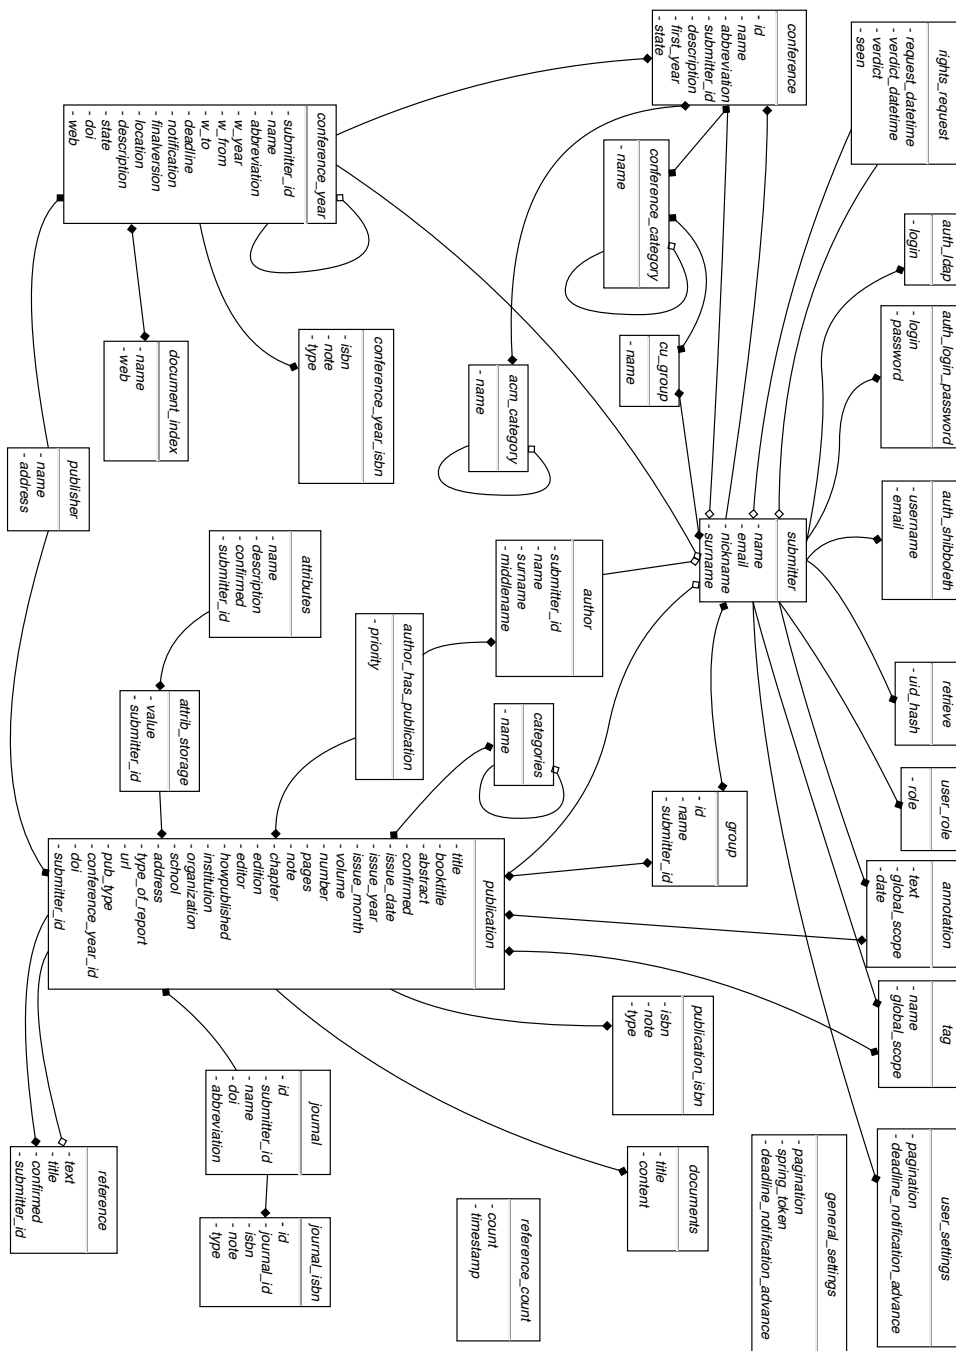 rights_request
- request_datetime
- verdict_datetime
- verdict
- seen
auth_ldap
- login
auth_login_password
- login
- password
auth_shibboleth
- username
- email
retrieve
- uid_hash
user_role
- role
annotation
- text
- global_scope
- date
tag
- name
- global_scope
user_settings
- pagination
- deadline_notification_advance
general_settings
- pagination
- spring_token
- deadline_notification_advance
conference
- id
- name
- abbreviation
- submitter_id
- description
- first_year
- state
submitter
- name
- email
- nickname
- surname
group
- id
- name
- submitter_id
publication_isbn
- isbn
- note
- type
documents
- title
- content
conference_category
- name
cu_group
- name
acm_category
- name
author
- submitter_id
- name
- surname
- middlename
categories
- name
reference_count
- count
- timestamp
publication
- title
- booktitle
- abstract
- confirmed
- issue_date
- issue_year
- issue_month
- volume
- number
- pages
- note
- chapter
- edition
- editor
- howpublished
- institution
- organization
- school
- address
- type_of_report
- url
- pub_type
- conference_year_id
- doi
- submitter_id
author_has_publication
- priority
conference_year
- submitter_id
- name
- abbreviation
- w_year
- w_from
- w_to
- deadline
- notification
- finalversion
- location
- description
- state
- doi
- web
conference_year_isbn
- isbn
- note
- type
attributes
- name
- description
- confirmed
- submitter_id
journal
- id
- submitter_id
- name
- doi
- abbreviation
journal_isbn
- id
- journal_id
- isbn
- note
- type
document_index
- name
- web
attrib_storage
- value
- submitter_id
publisher
- name
- address
reference
- text
- title
- confirmed
- submitter_id